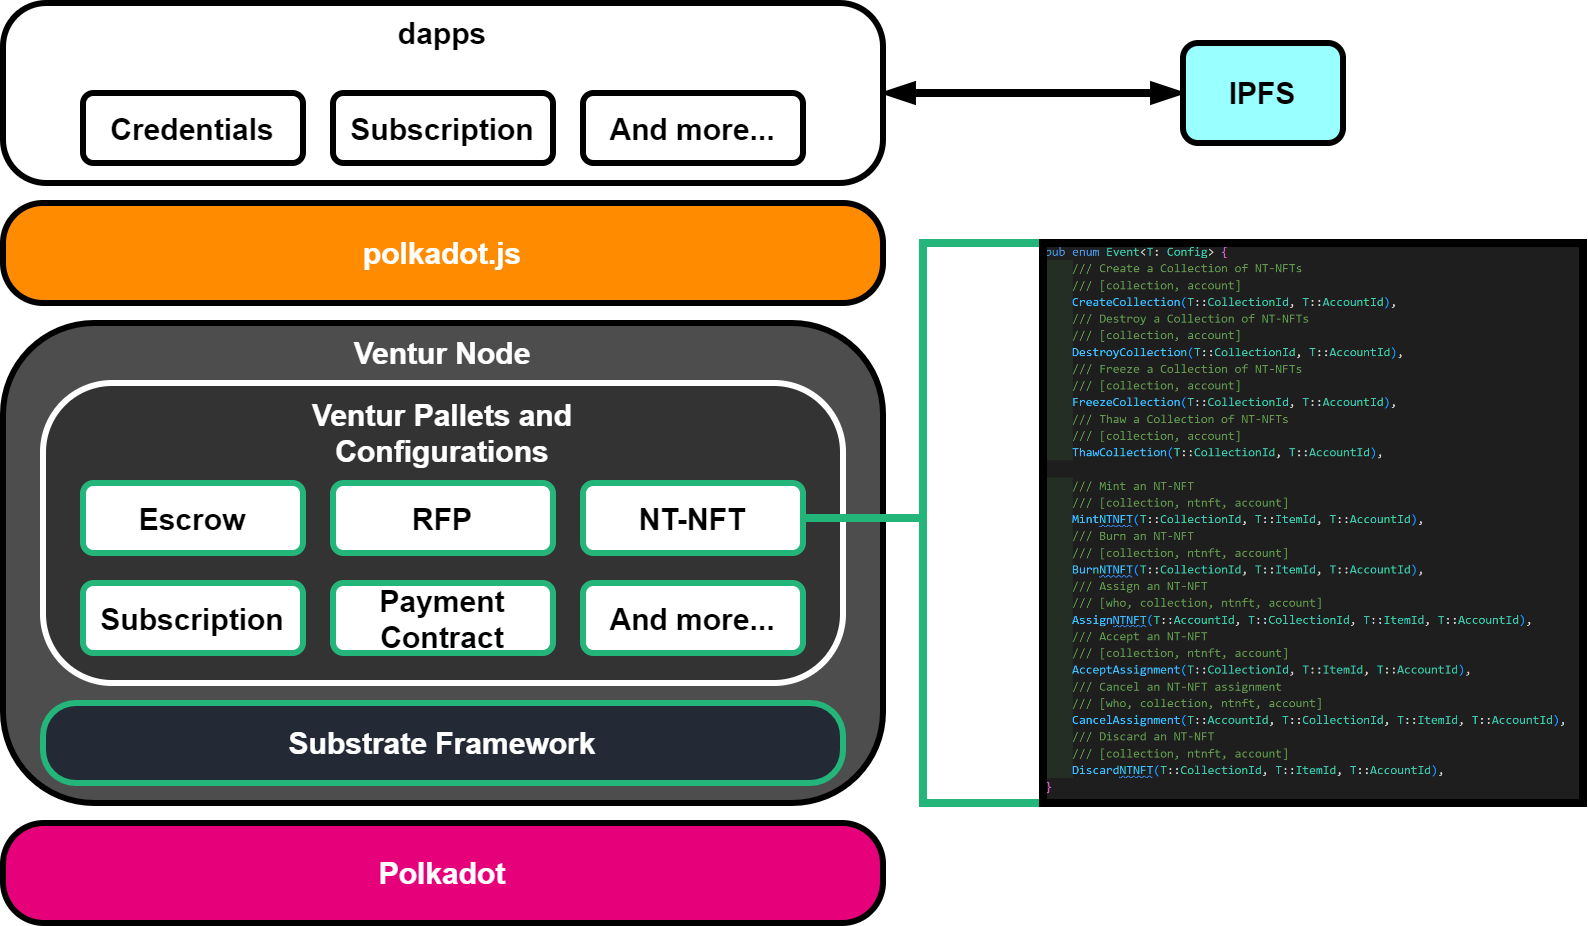 dapps
Credentials
Subscription
And more...
IPFS
polkadot.js
Ventur Node
Ventur Pallets and
Configurations
Escrow
RFP
NT-NFT
Subscription
Payment
Contract
And more...
Substrate Framework
Polkadot
pub enum Event<T: Config> {
/// Create a Collection of NT-NFTs
/// [collection, account]
CreateCollection(T::CollectionId, T::AccountId),
/// Destroy a Collection of NT-NFTs
/// [collection, account]
DestroyCollection(T::CollectionId, T::AccountId),
/// Freeze a Collection of NT-NFTs
/// [collection, account]
FreezeCollection(T::CollectionId, T::AccountId),
/// Thaw a Collection of NT-NFTs
/// [collection, account]
ThawCollection(T::CollectionId, T::AccountId),
/// Mint an NT-NFT
/// [collection, ntnft, account]
MintNTNFT(T::CollectionId, T::ItemId, T::AccountId),
/// Burn an NT-NFT
/// [collection, ntnft, account]
BurnNTNFT(T::CollectionId, T::ItemId, T::AccountId),
/// Assign an NT-NFT
/// [who, collection, ntnft, account]
AssignNTNFT(T::AccountId, T::CollectionId, T::ItemId, T::AccountId),
/// Accept an NT-NFT
/// [collection, ntnft, account]
AcceptAssignment(T::CollectionId, T::ItemId, T::AccountId),
/// Cancel an NT-NFT assignment
/// [who, collection, ntnft, account]
CancelAssignment(T::AccountId, T::CollectionId, T::ItemId, T::AccountId),
/// Discard an NT-NFT
/// [collection, ntnft, account]
DiscardNTNFT(T::CollectionId, T::ItemId, T::AccountId),
}